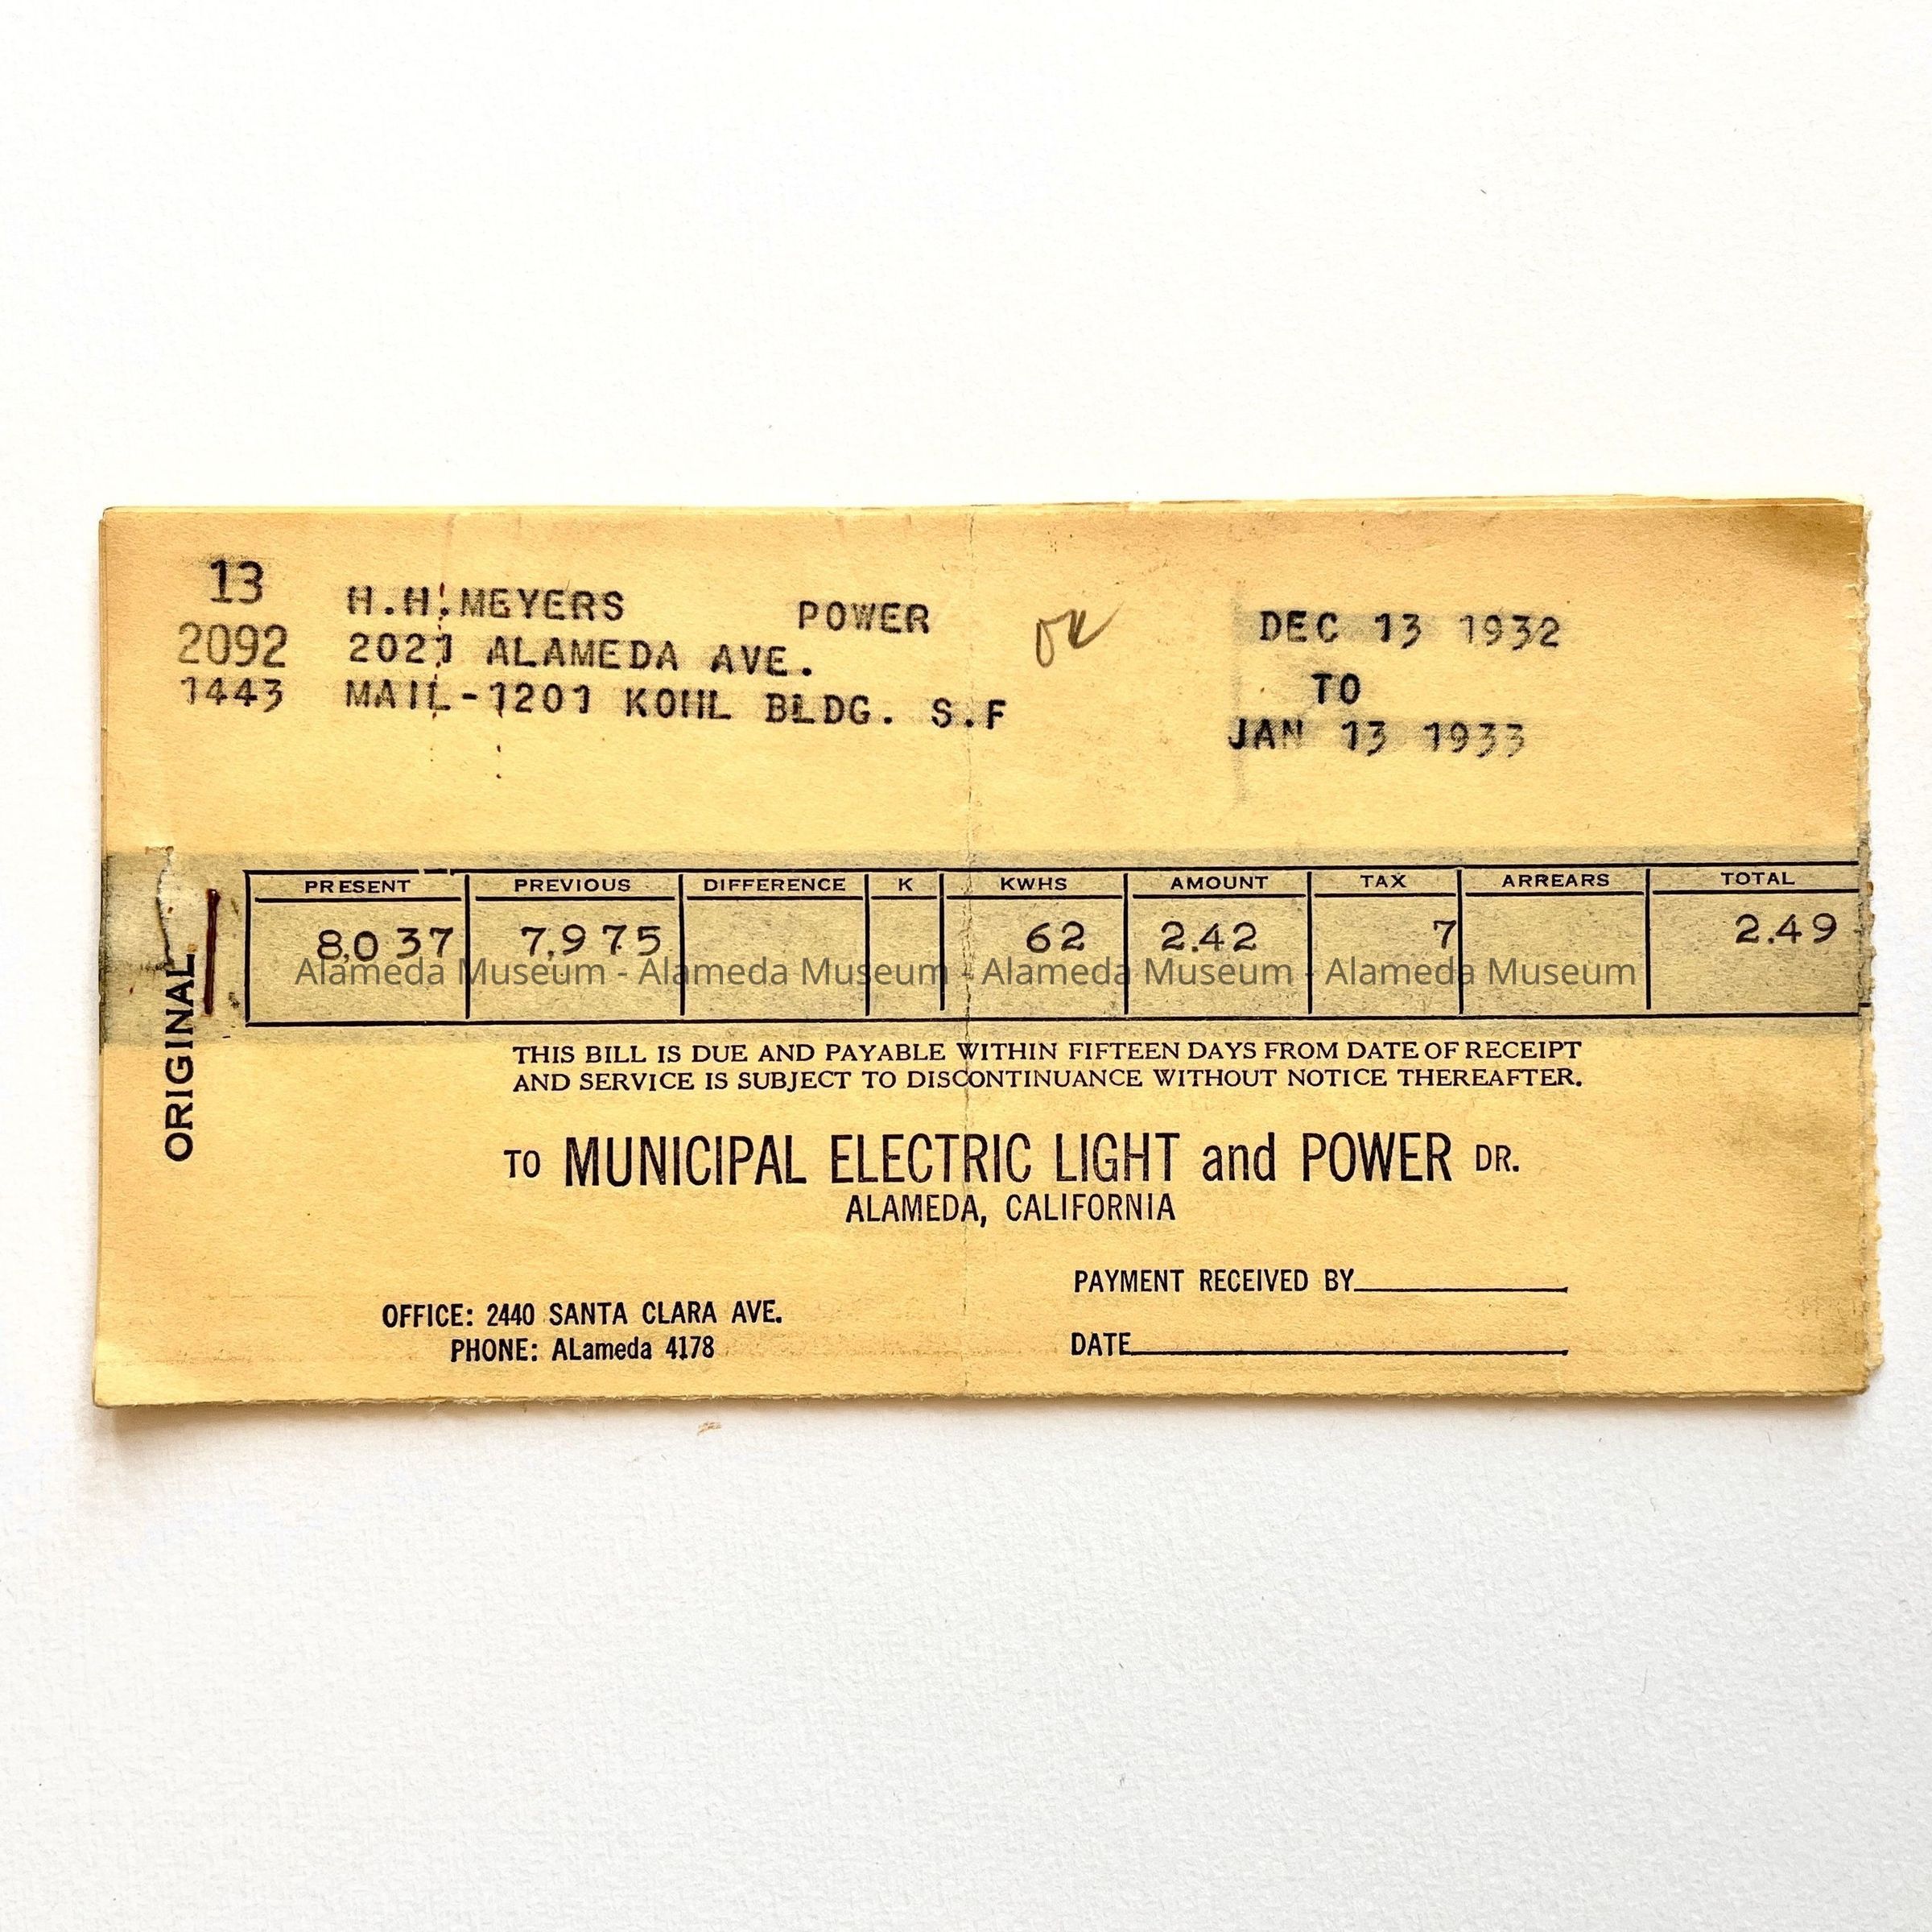 13
2092
1443
H.H.MEYERS POWER
2021 ALAMEDA AVE.
MAIL-1201 KOHL BLDG. S.F
OK
DEC 13 1932
TO
JAN 13 1933
PRESENT PREVIOUS DIFFERENCE K KWHS AMOUNT TAX ARREARS TOTAL
8,037 7,975 62 2.42 7 2.49
Alameda Museum - Alameda Museum - Alameda Museum - Alameda Museum
ORIGINAL
THIS BILL IS DUE AND PAYABLE WITHIN FIFTEEN DAYS FROM DATE OF RECEIPT
AND SERVICE IS SUBJECT TO DISCONTINUANCE WITHOUT NOTICE THEREAFTER.
TO MUNICIPAL ELECTRIC LIGHT and POWER DR.
ALAMEDA, CALIFORNIA
PAYMENT RECEIVED BY
OFFICE: 2440 SANTA CLARA AVE.
PHONE: ALameda 4178
DATE